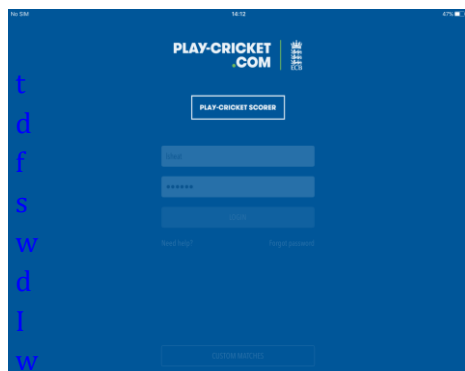 No SIM 14:12 47%
PLAY-CRICKET
.COM
ECB
PLAY-CRICKET SCORER
t
d
f
s
w
d
I
w
******
LOGIN
Need help? Forgot password
CUSTOM MATCHES